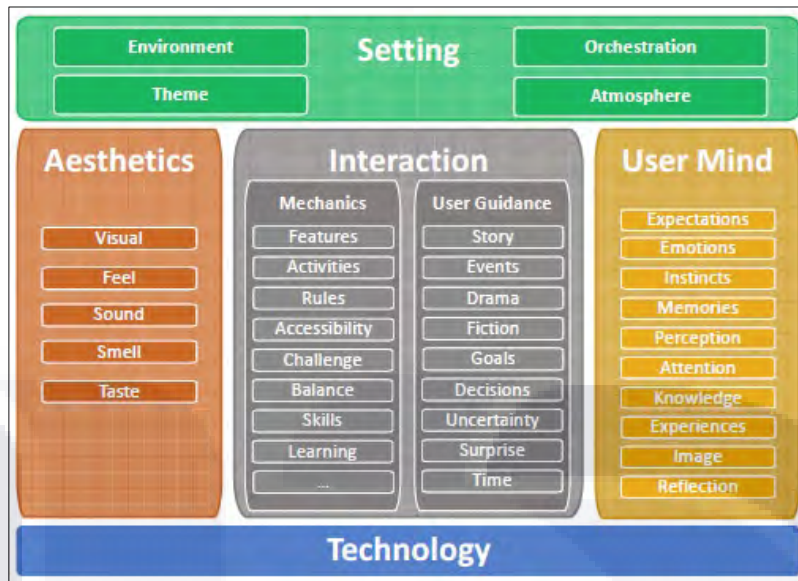 Setting
Environment
Theme
Orchestration
Atmosphere
Aesthetics
Visual
Feel
Sound
Smell
Taste
Interaction
Mechanics
Features
Activities
Rules
Accessibility
Challenge
Balance
Skills
Learning
...
User Guidance
Story
Events
Drama
Fiction
Goals
Decisions
Uncertainty
Surprise
Time
User Mind
Expectations
Emotions
Instincts
Memories
Perception
Attention
Knowledge
Experiences
Image
Reflection
Technology